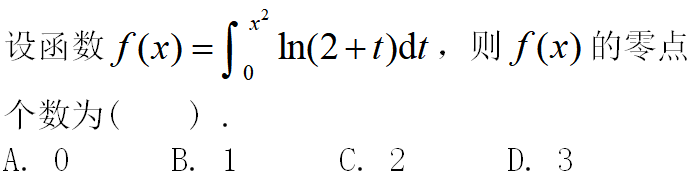 设函数 f(x)=∫₀^{x²} ln(2+t)dt，则 f(x) 的零点
个数为(    ).
A. 0    B. 1    C. 2    D. 3